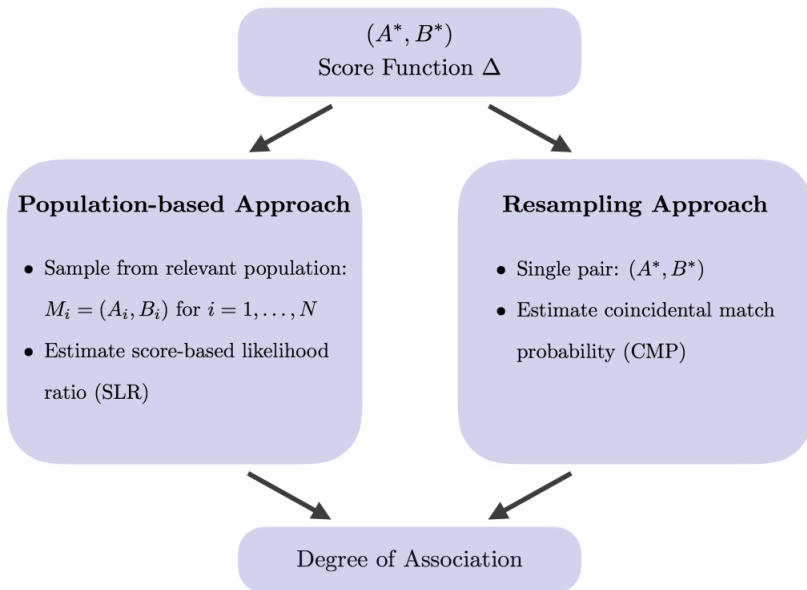 (A*, B*)
Score Function Δ
Population-based Approach
• Sample from relevant population:
M_i = (A_i, B_i) for i = 1, . . . , N
• Estimate score-based likelihood
ratio (SLR)
Resampling Approach
• Single pair: (A*, B*)
• Estimate coincidental match
probability (CMP)
Degree of Association